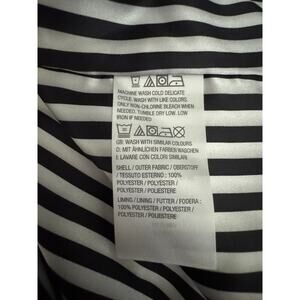 MACHINE WASH COLD DELICATE
CYCLE. WASH WITH LIKE COLORS.
ONLY NON-CHLORINE BLEACH WHEN
NEEDED. TUMBLE DRY LOW. LOW
IRON IF NEEDED
GB: WASH WITH SIMILAR COLOURS
D: MIT ÄHNLICHEN FARBEN WASCHEN
I: LAVARE CON COLORI SIMILARI
SHELL / OUTER FABRIC / OBERSTOFF
/ TESSUTO ESTERNO : 100%
POLYESTER / POLYESTER /
POLYESTER / POLIESTERE
LINING / LINING / FUTTER / FODERA :
100% POLYESTER / POLYESTER /
POLYESTER / POLIESTERE